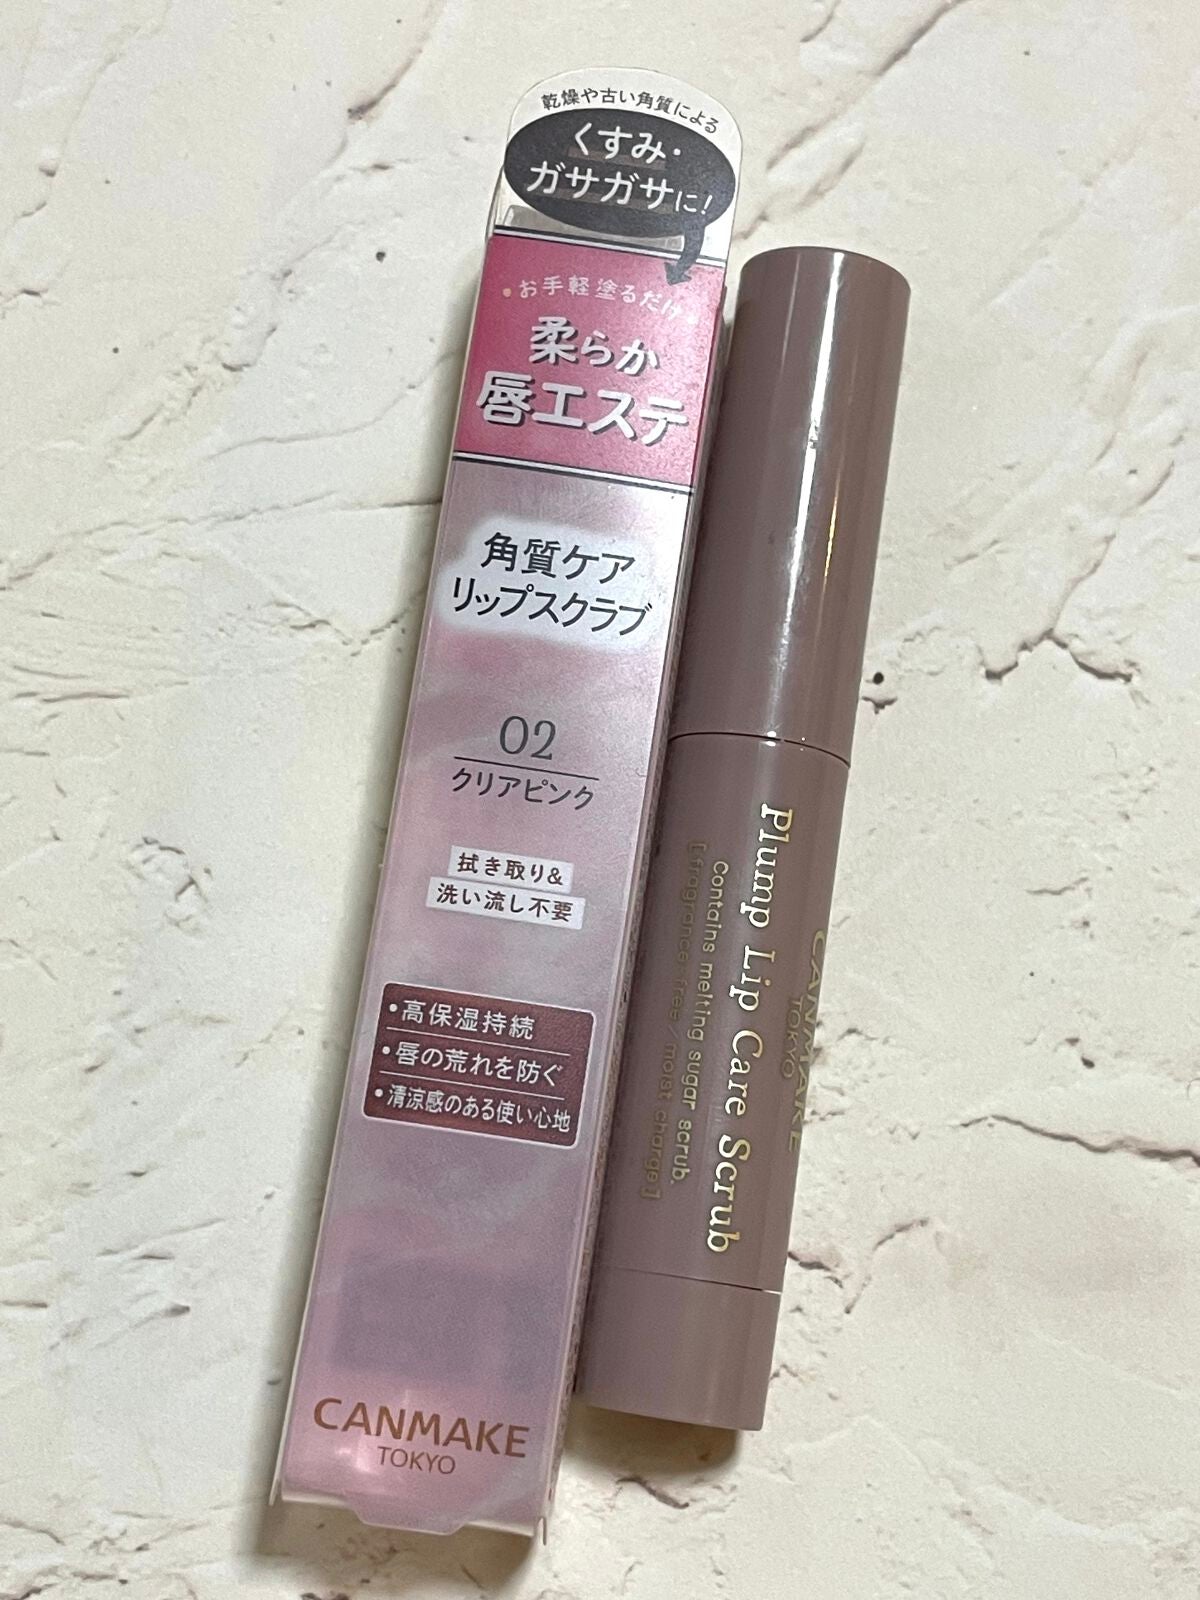 乾燥や古い角質による
くすみ・
ガサガサに!
お手軽塗るだけ
柔らか
唇エステ
角質ケア
リップスクラブ
02
クリアピンク
拭き取り&
洗い流し不要
・高保湿持続
・唇の荒れを防ぐ
・清涼感のある使い心地
CANMAKE
TOKYO
CANMAKE
TOKYO
Plump Lip Care Scrub
Contains melting sugar scrub.
[fragrance-free/moist charge]